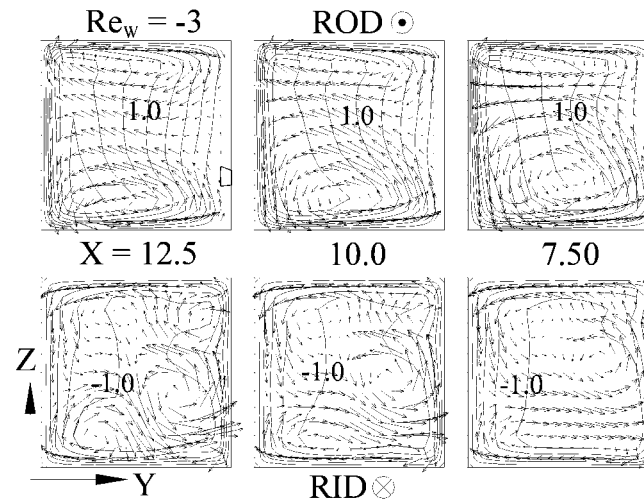 Re_w = -3 ROD ⊙
1.0 1.0 1.0
X = 12.5 10.0 7.50
-1.0 -1.0 -1.0
Z
Y RID ⊗